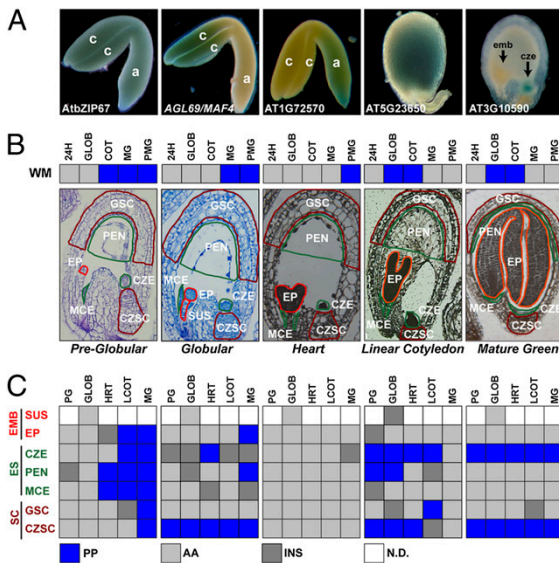 A
c
c
a
AtbZIP67
c
c
a
AGL69/MAF4
c
c
a
AT1G72570
AT5G23650
emb
cze
AT3G10590
B
24H GLOB COT MG PMG 24H GLOB COT MG PMG 24H GLOB COT MG PMG 24H GLOB COT MG PMG 24H GLOB COT MG PMG
WM
GSC
PEN
EP
MCE
CZE
CZSC
Pre-Globular
GSC
PEN
EP
CZE
MCE
SUS
CZSC
Globular
GSC
PEN
EP
CZE
MCE
CZSC
Heart
GSC
PEN
EP
CZE
MCE
CZSC
Linear Cotyledon
GSC
PEN
EP
CZE
MCE
CZSC
Mature Green
C
PG GLOB HRT LCOT MG PG GLOB HRT LCOT MG PG GLOB HRT LCOT MG PG GLOB HRT LCOT MG PG GLOB HRT LCOT MG
EMB
SUS
EP
ES
CZE
PEN
MCE
SC
GSC
CZSC
PP AA INS N.D.